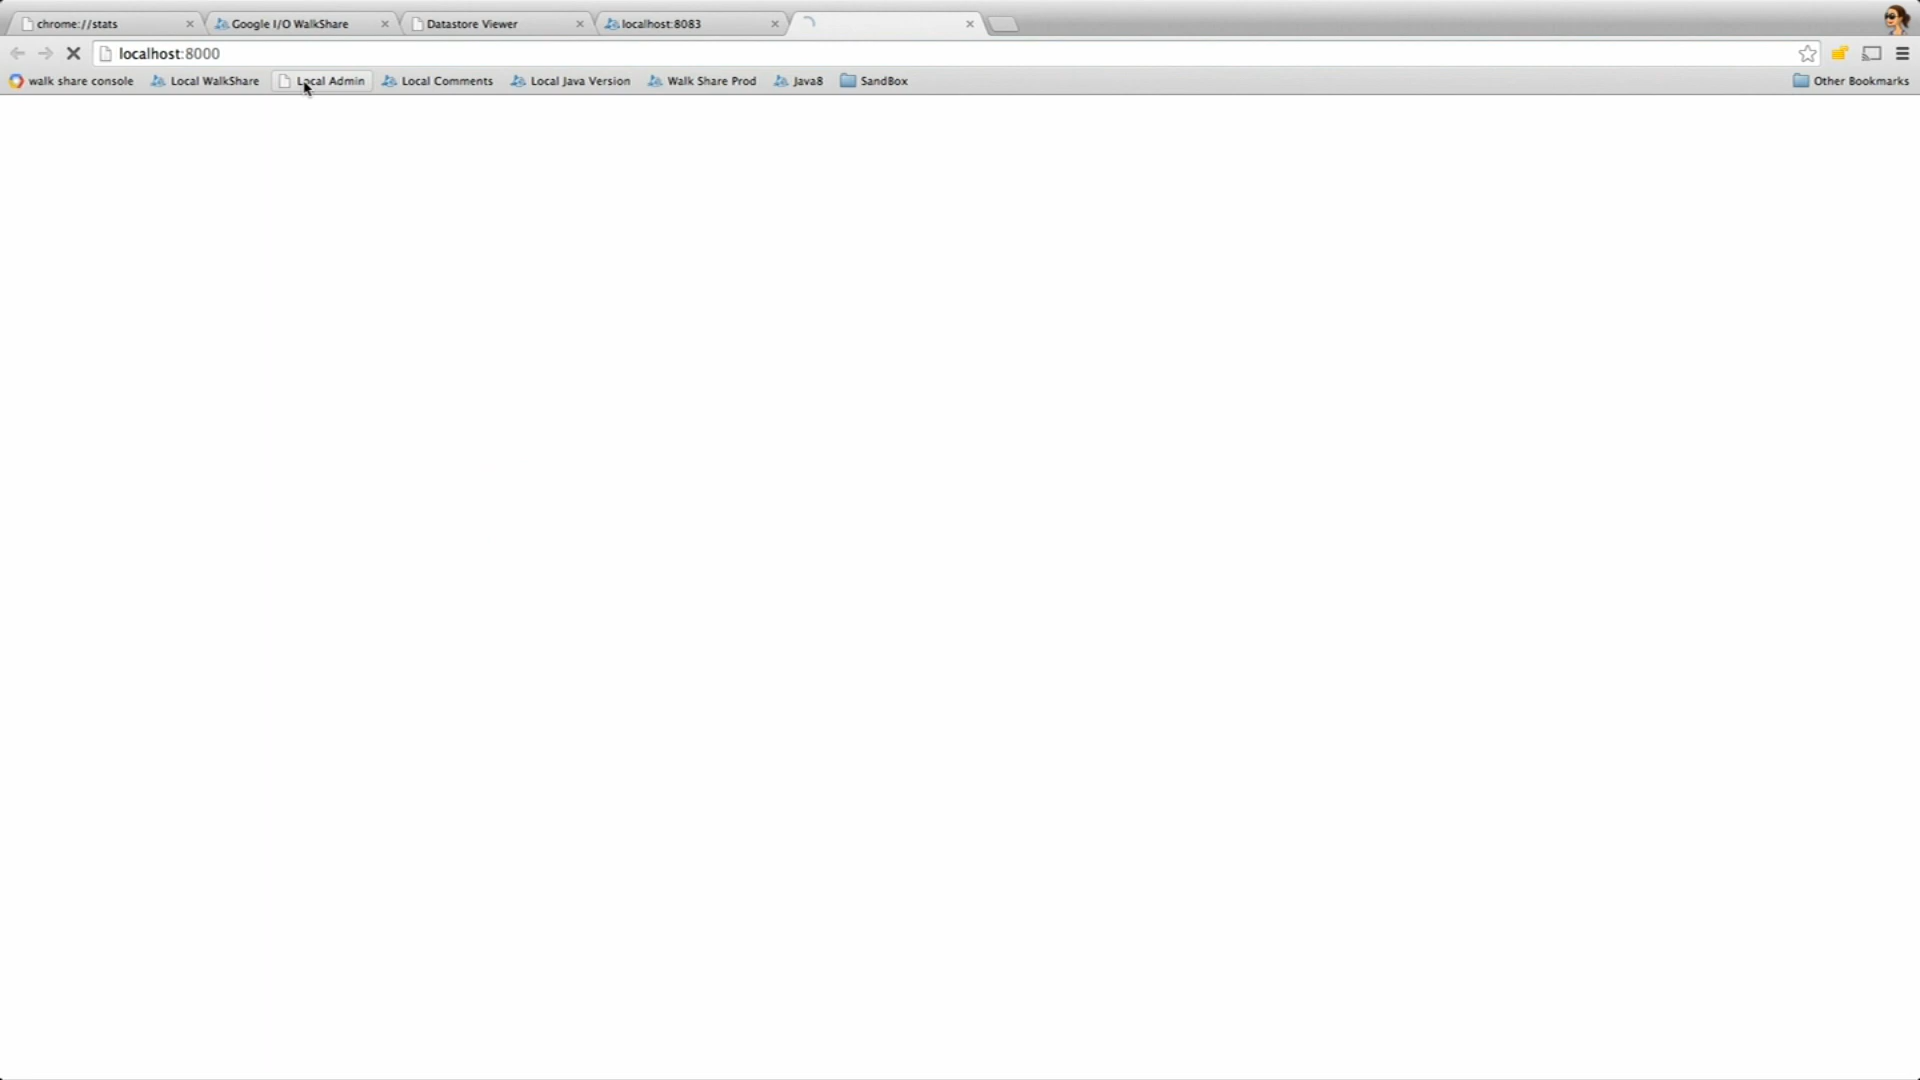 chrome://stats
Google I/O WalkShare
Datastore Viewer
localhost:8083
localhost:8000
walk share console
Local WalkShare
Local Admin
Local Comments
Local Java Version
Walk Share Prod
Java8
SandBox
Other Bookmarks